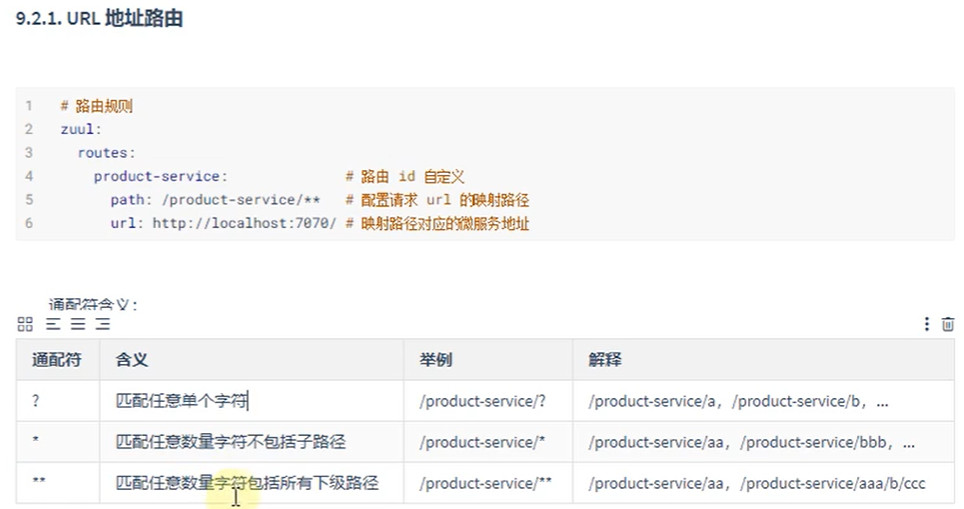 9.2.1. URL 地址路由
1 # 路由规则
2 zuul:
3 routes:
4 product-service: # 路由 id 自定义
5 path: /product-service/** # 配置请求 url 的映射路径
6 url: http://localhost:7070/ # 映射路径对应的微服务地址
通配符含义:
通配符 含义 举例 解释
? 匹配任意单个字符 /product-service/? /product-service/a，/product-service/b，...
* 匹配任意数量字符不包括子路径 /product-service/* /product-service/aa，/product-service/bbb，...
** 匹配任意数量字符包括所有下级路径 /product-service/** /product-service/aa，/product-service/aaa/b/ccc